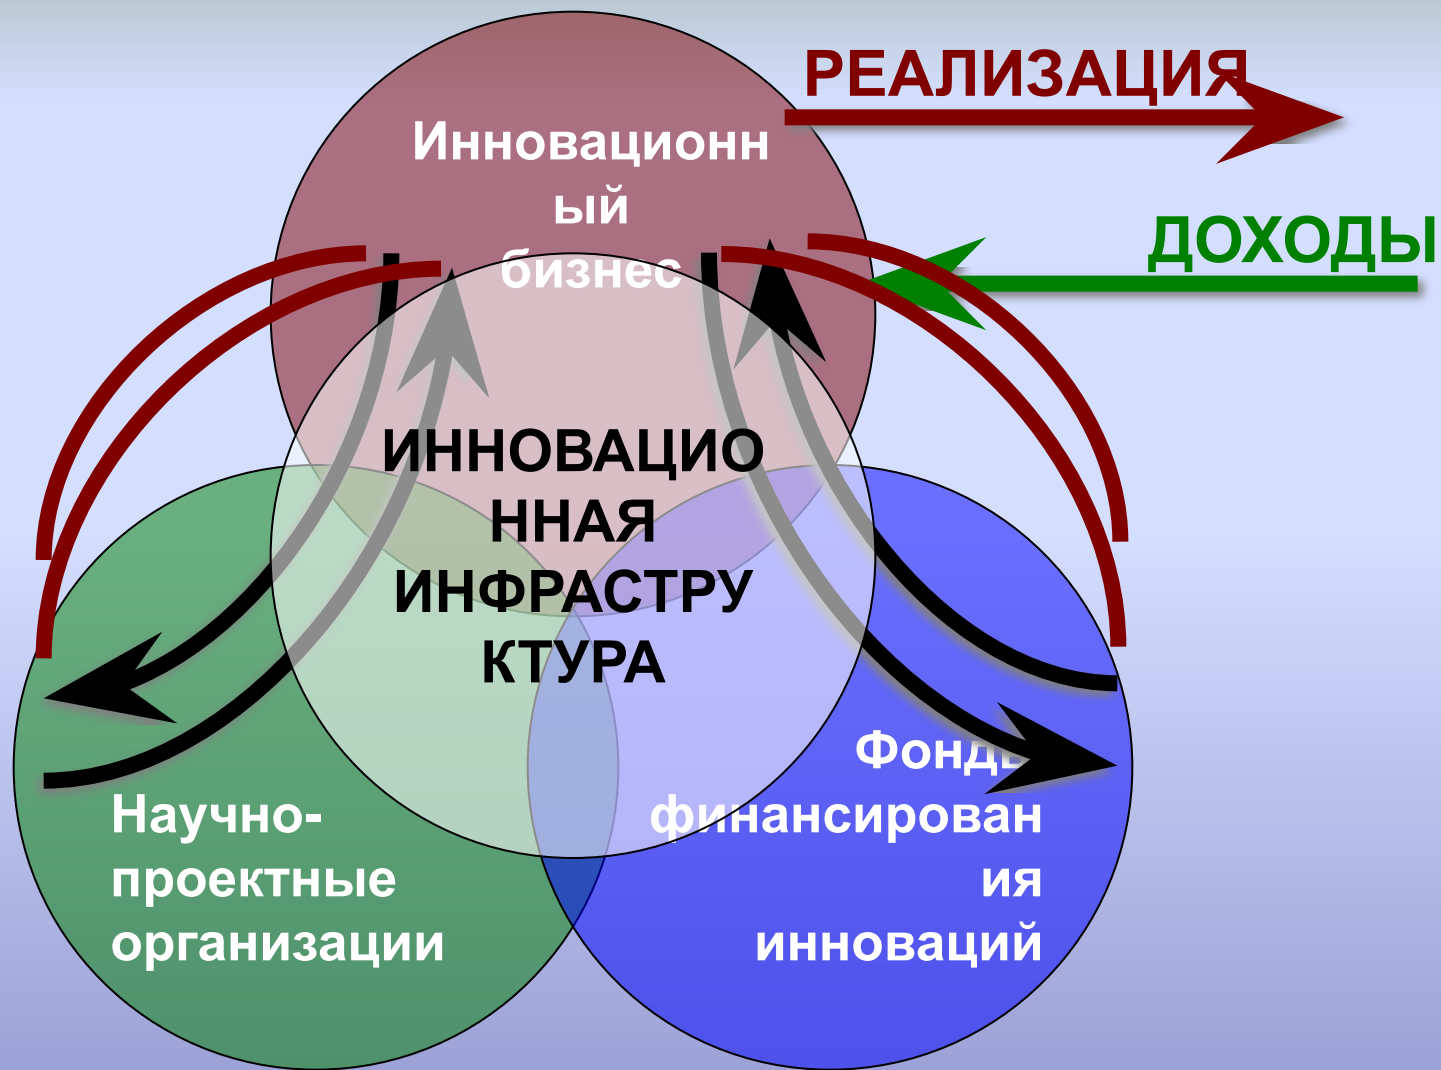 РЕАЛИЗАЦИЯ
Инновационн
ый
бизнес
ДОХОДЫ
ИННОВАЦИО
ННАЯ
ИНФРАСТРУ
КТУРА
Научно-
проектные
организации
Фонды
финансирован
ия
инноваций